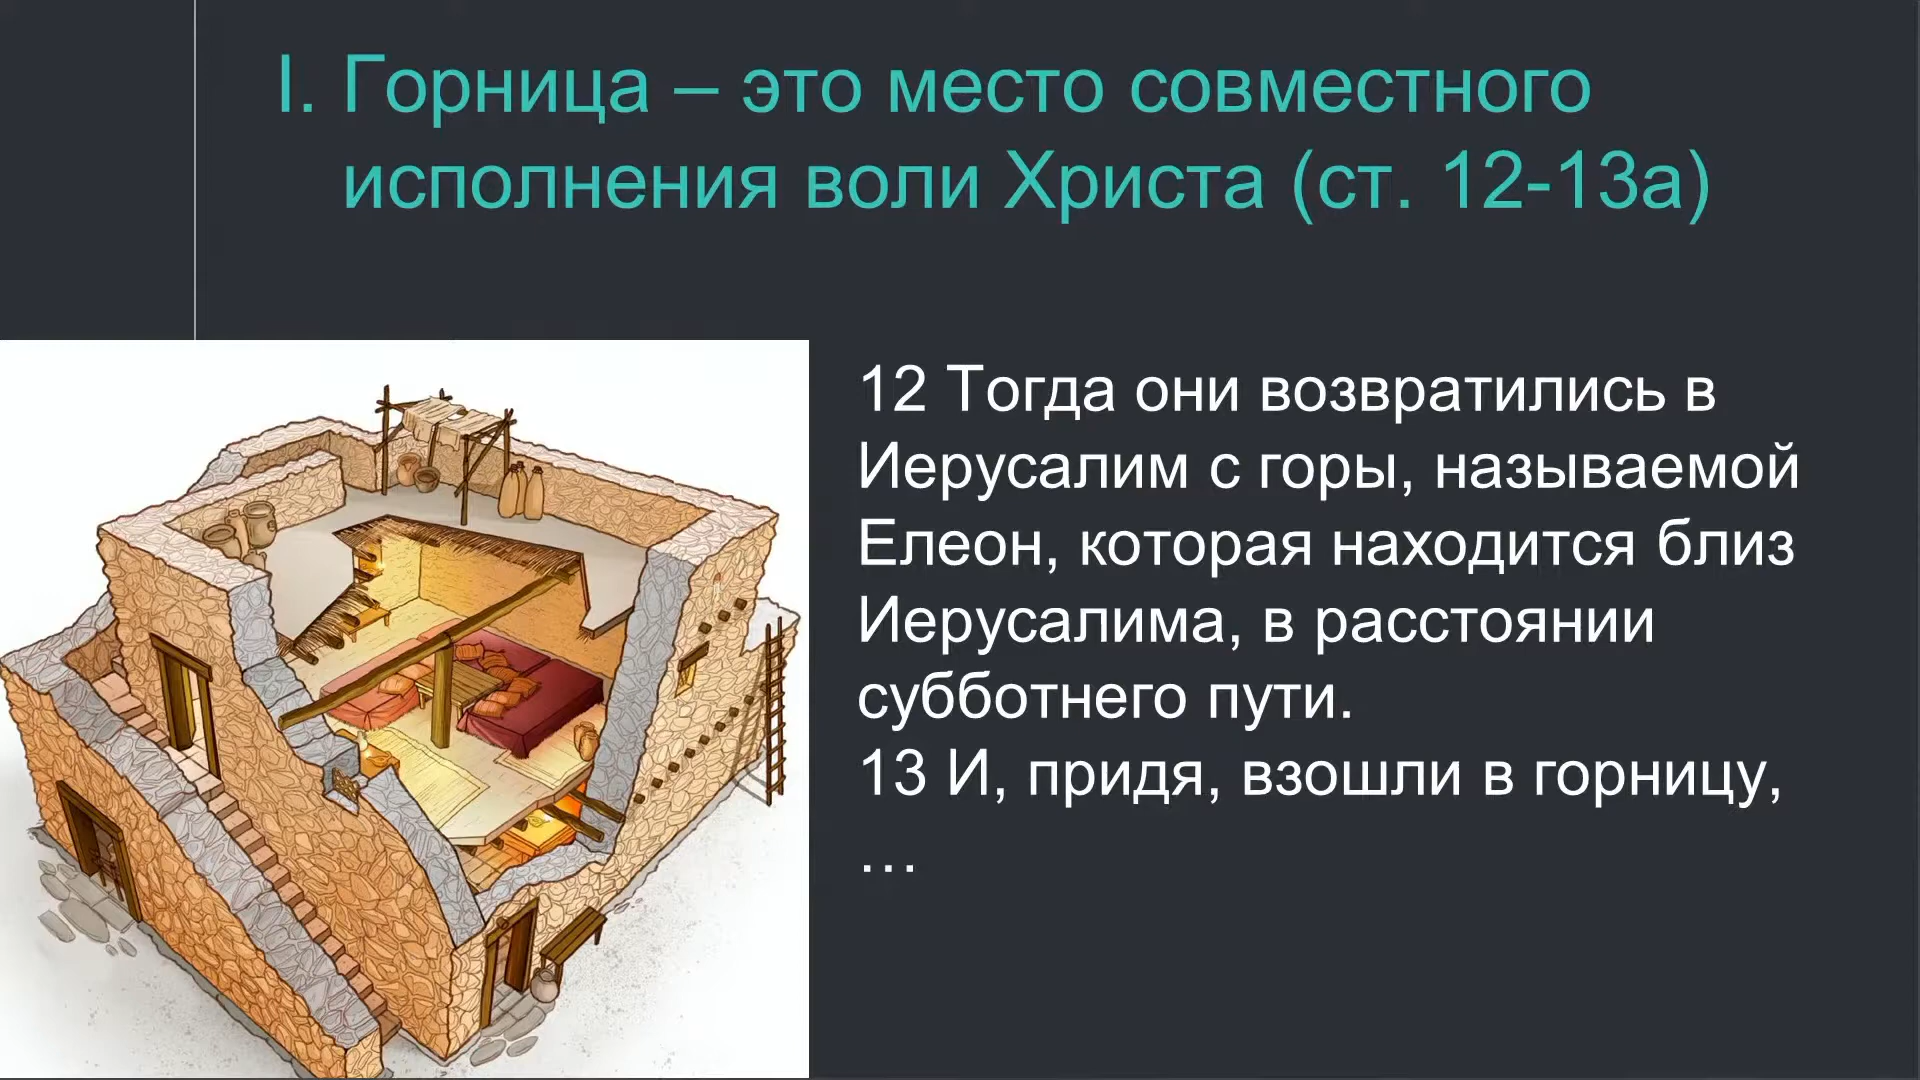 I. Горница – это место совместного
исполнения воли Христа (ст. 12-13а)
12 Тогда они возвратились в
Иерусалим с горы, называемой
Елеон, которая находится близ
Иерусалима, в расстоянии
субботнего пути.
13 И, придя, взошли в горницу,
…